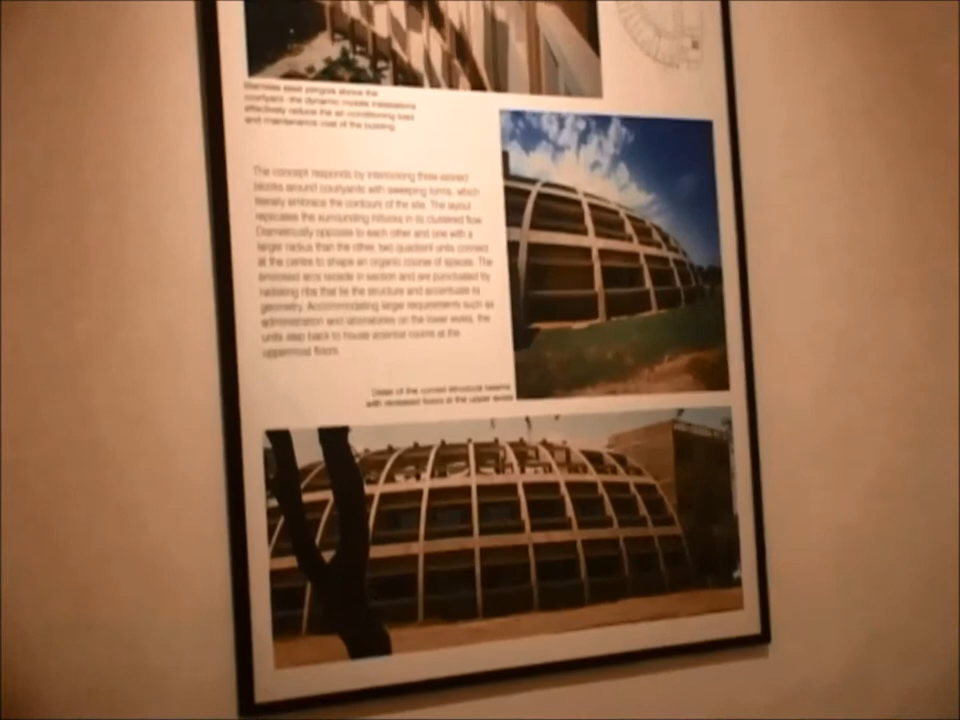 Stainless steel pergola above the
courtyard - the dynamic mobile installations
effectively reduce the air-conditioning load
and maintenance cost of the building.
The concept responds by interlocking three-storied
blocks around courtyards with sweeping forms, which
literally embrace the contours of the site. The layout
replicates the surrounding hillocks in its clustered flow.
Diametrically opposite to each other and one with a
larger radius than the other, two quadrant units connect
at the centre to shape an organic course of spaces. The
enclosed arcs recede in section and are punctuated by
radiating ribs that tie the structure and accentuate its
geometry. Accommodating larger requirements such as
administration and laboratories on the lower levels, the
units step back to house smaller rooms at the
uppermost floors.
of the curved structural beams
with recessed floors at the upper levels